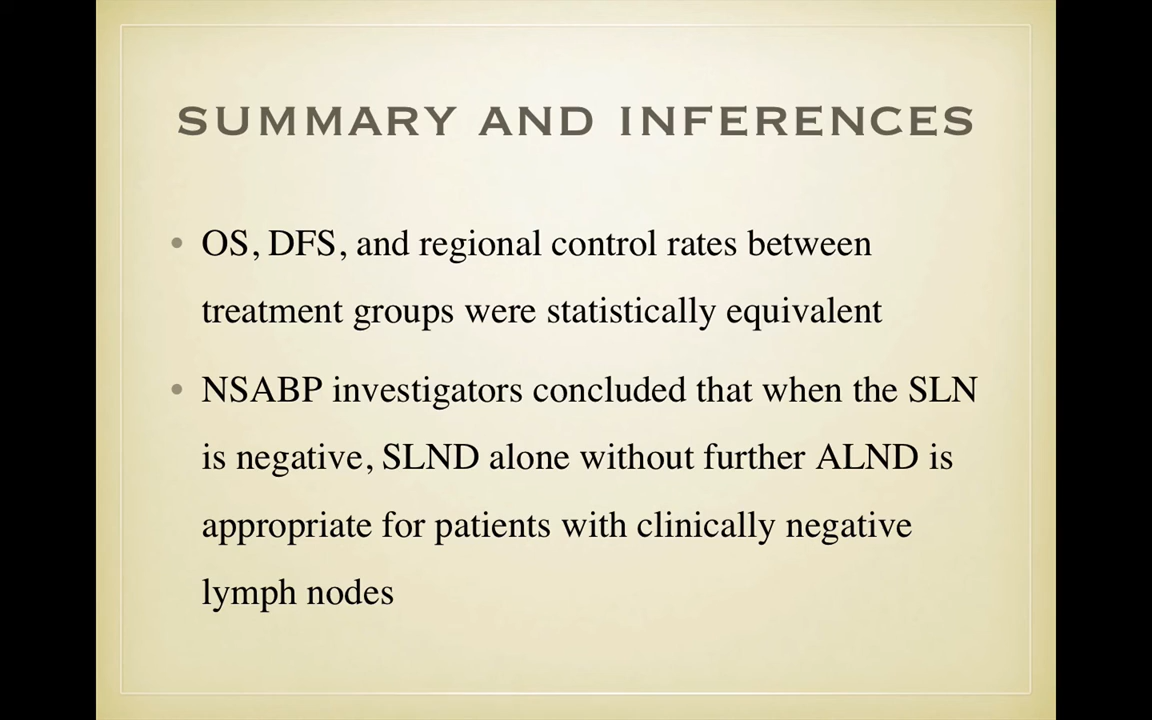 SUMMARY AND INFERENCES
• OS, DFS, and regional control rates between
treatment groups were statistically equivalent
• NSABP investigators concluded that when the SLN
is negative, SLND alone without further ALND is
appropriate for patients with clinically negative
lymph nodes